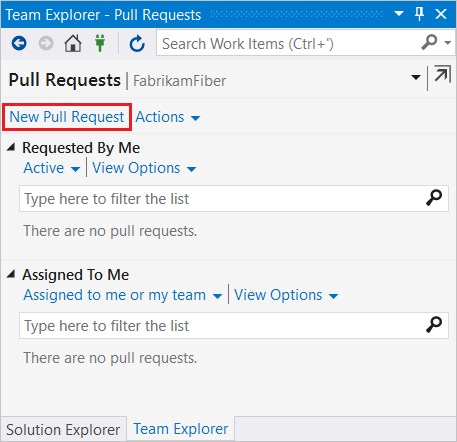 Team Explorer - Pull Requests
Search Work Items (Ctrl+')
Pull Requests | FabrikamFiber
New Pull Request | Actions
Requested By Me
Active | View Options
Type here to filter the list
There are no pull requests.
Assigned To Me
Assigned to me or my team | View Options
Type here to filter the list
There are no pull requests.
Solution Explorer Team Explorer